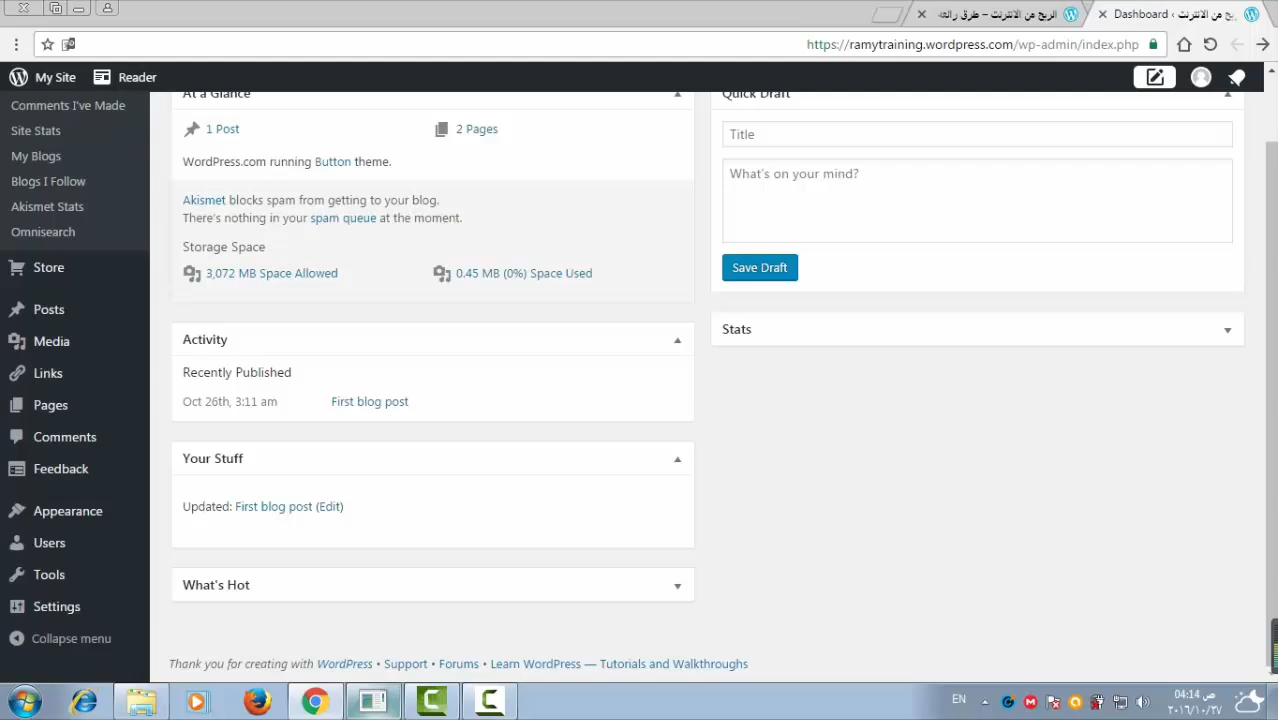 الربح من الانترنت – طرق رائعة
Dashboard ‹ ربح من الانترنت
https://ramytraining.wordpress.com/wp-admin/index.php
My Site
Reader
Comments I've Made
Site Stats
My Blogs
Blogs I Follow
Akismet Stats
Omnisearch
Store
Posts
Media
Links
Pages
Comments
Feedback
Appearance
Users
Tools
Settings
Collapse menu
At a Glance
1 Post
2 Pages
WordPress.com running Button theme.
Akismet blocks spam from getting to your blog.
There's nothing in your spam queue at the moment.
Storage Space
3,072 MB Space Allowed
0.45 MB (0%) Space Used
Activity
Recently Published
Oct 26th, 3:11 am
First blog post
Your Stuff
Updated: First blog post (Edit)
What's Hot
Quick Draft
Title
What's on your mind?
Save Draft
Stats
Thank you for creating with WordPress • Support • Forums • Learn WordPress — Tutorials and Walkthroughs
EN
04:14 ص
٢٠١٦/١٠/٢٧